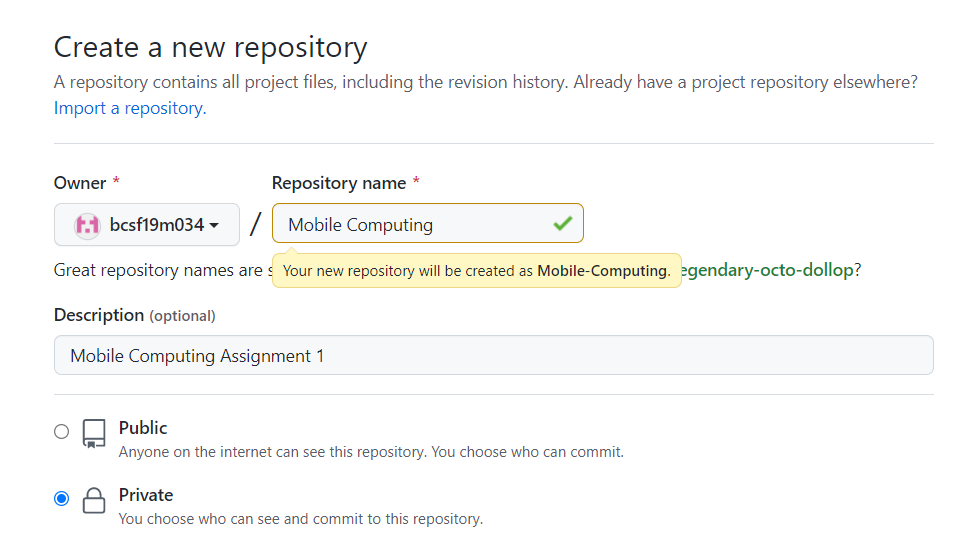 Create a new repository
A repository contains all project files, including the revision history. Already have a project repository elsewhere?
Import a repository.
Owner * Repository name *
bcsf19m034 / Mobile Computing
Your new repository will be created as Mobile-Computing.
Great repository names are egendary-octo-dollop?
Description (optional)
Mobile Computing Assignment 1
Public
Anyone on the internet can see this repository. You choose who can commit.
Private
You choose who can see and commit to this repository.